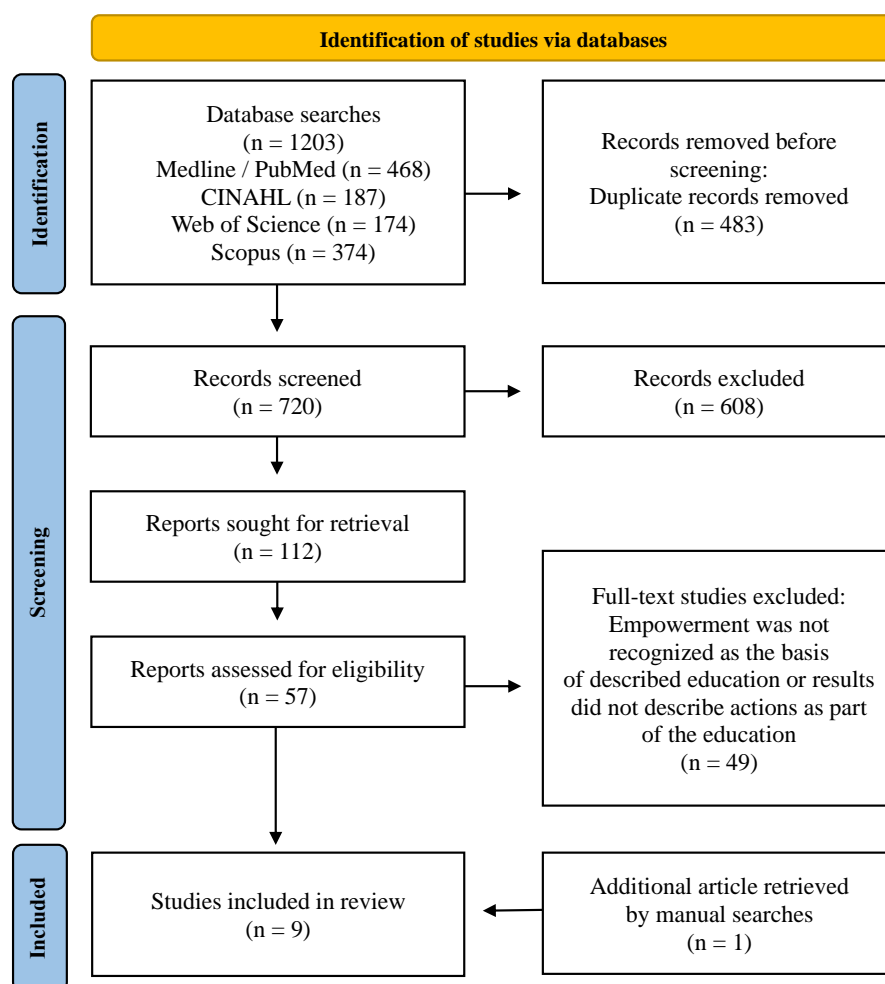 Identification of studies via databases
Identification
Database searches
(n = 1203)
Medline / PubMed (n = 468)
CINAHL (n = 187)
Web of Science (n = 174)
Scopus (n = 374)
Records removed before
screening:
Duplicate records removed
(n = 483)
Screening
Records screened
(n = 720)
Records excluded
(n = 608)
Reports sought for retrieval
(n = 112)
Reports assessed for eligibility
(n = 57)
Full-text studies excluded:
Empowerment was not
recognized as the basis
of described education or results
did not describe actions as part
of the education
(n = 49)
Included
Studies included in review
(n = 9)
Additional article retrieved
by manual searches
(n = 1)